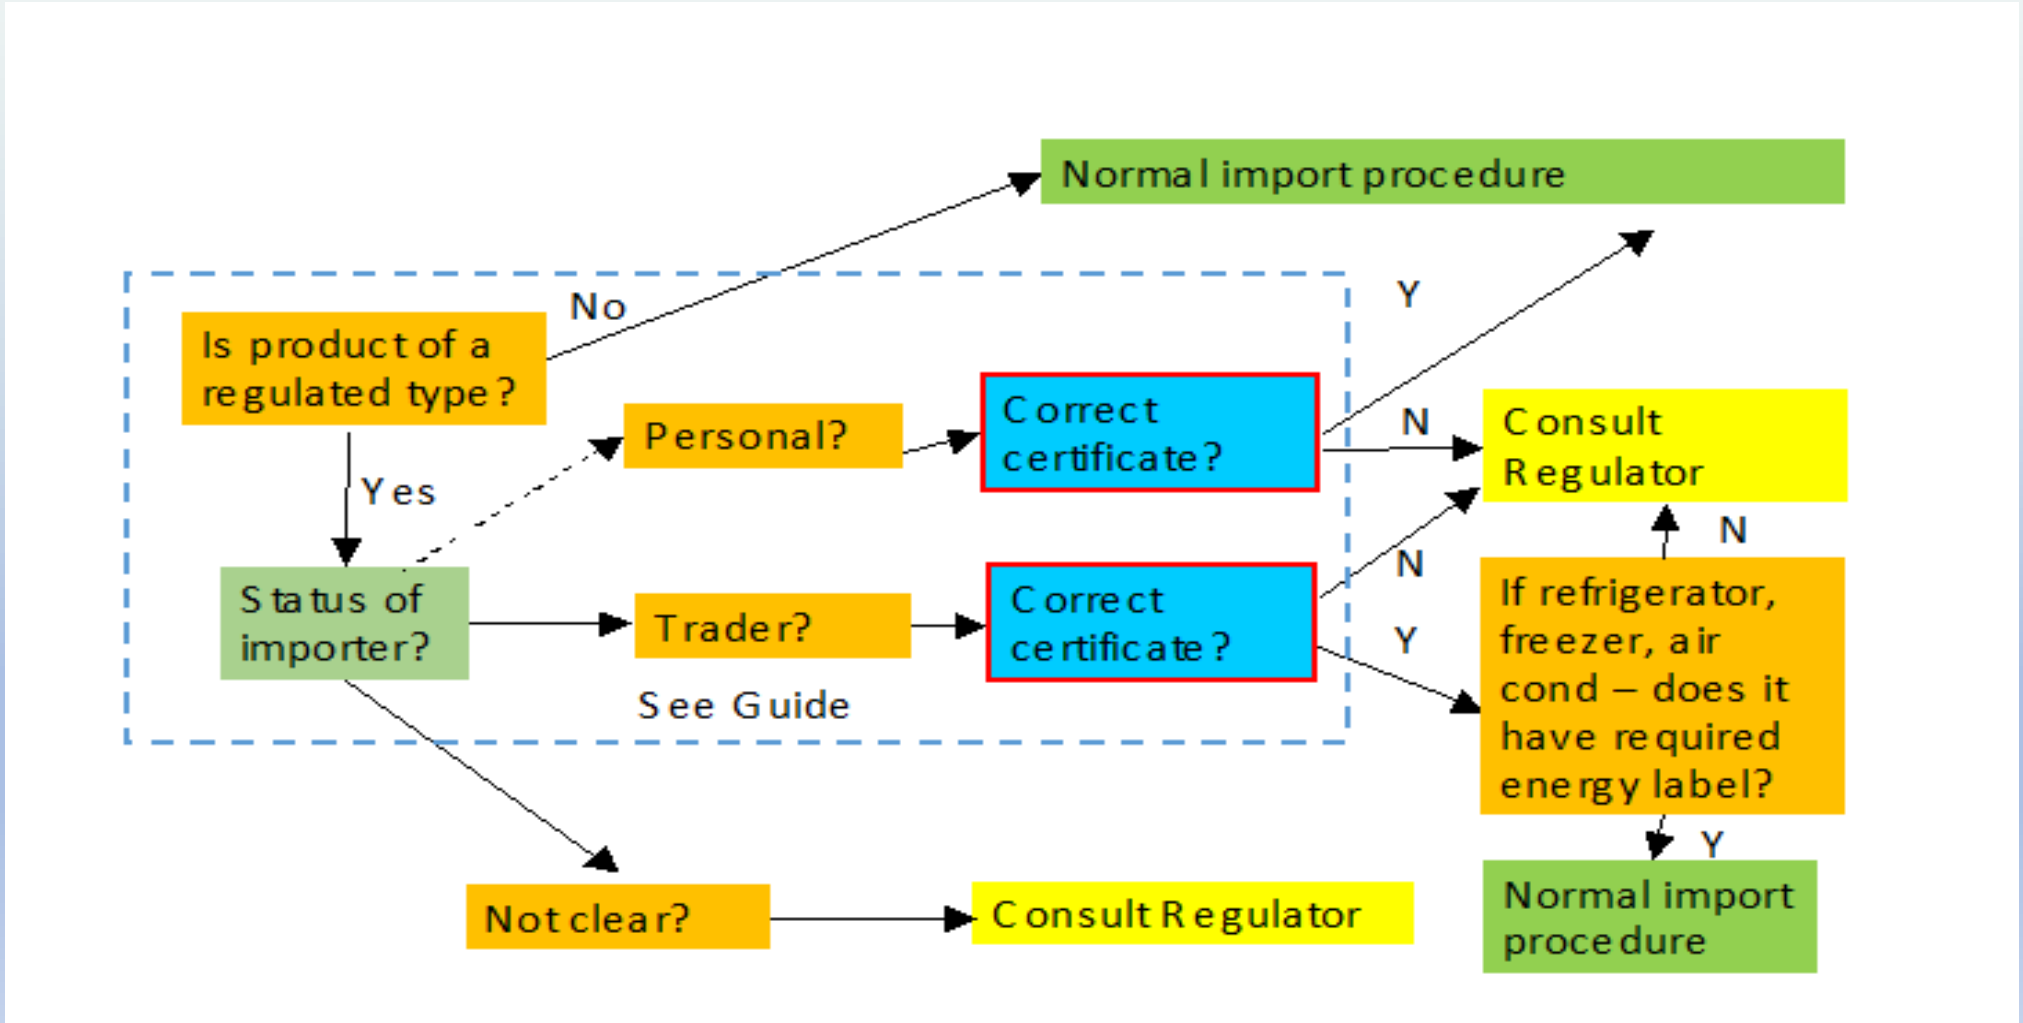 Normal import procedure
No
Y
Is product of a
regulated type?
Personal?
Correct
certificate?
N
Consult
Regulator
Yes
N
N
Status of
importer?
Trader?
Correct
certificate?
Y
If refrigerator,
freezer, air
cond – does it
have required
energy label?
See Guide
Y
Not clear?
Consult Regulator
Normal import
procedure